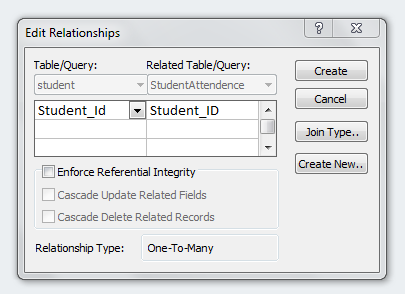 Edit Relationships
Table/Query: Related Table/Query:
student StudentAttendence
Student_Id Student_ID
Enforce Referential Integrity
Cascade Update Related Fields
Cascade Delete Related Records
Relationship Type: One-To-Many
Create
Cancel
Join Type..
Create New..